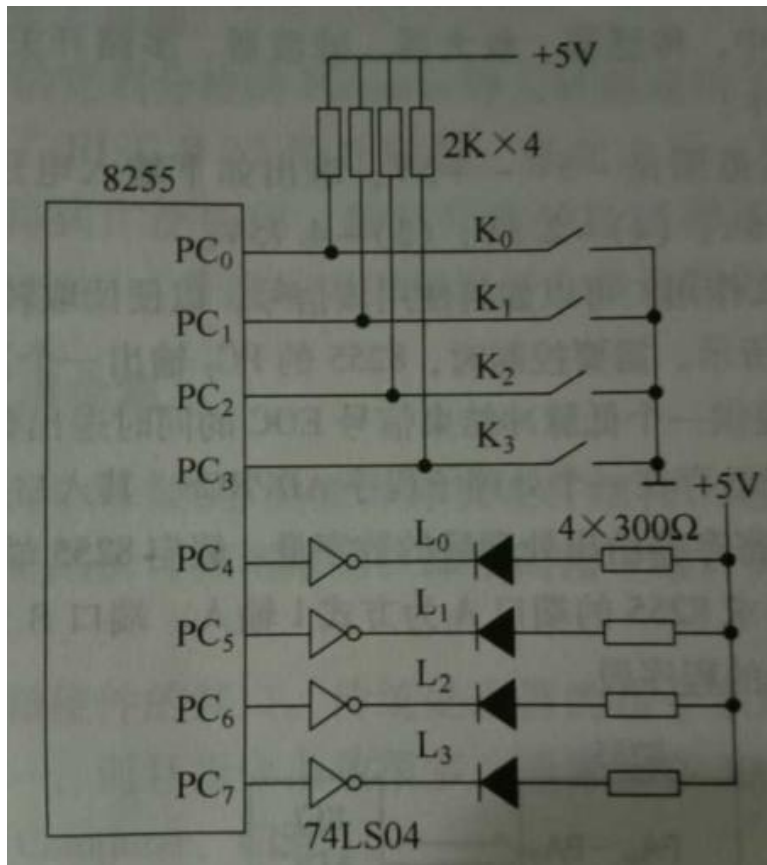 +5V
2K×4
8255
PC₀
K₀
PC₁
K₁
PC₂
K₂
PC₃
K₃
+5V
4×300Ω
PC₄
L₀
PC₅
L₁
PC₆
L₂
PC₇
L₃
74LS04